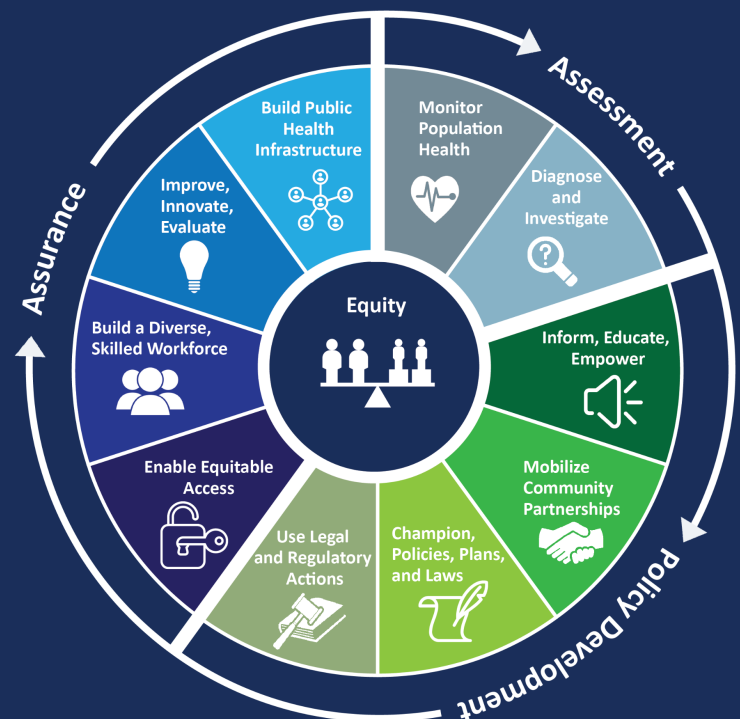 Assessment
Monitor
Population
Health
Diagnose
and
Investigate
Policy Development
Inform, Educate,
Empower
Mobilize
Community
Partnerships
Champion,
Policies, Plans,
and Laws
Use Legal
and Regulatory
Actions
Assurance
Enable Equitable
Access
Build a Diverse,
Skilled Workforce
Improve,
Innovate,
Evaluate
Build Public
Health
Infrastructure
Equity
?